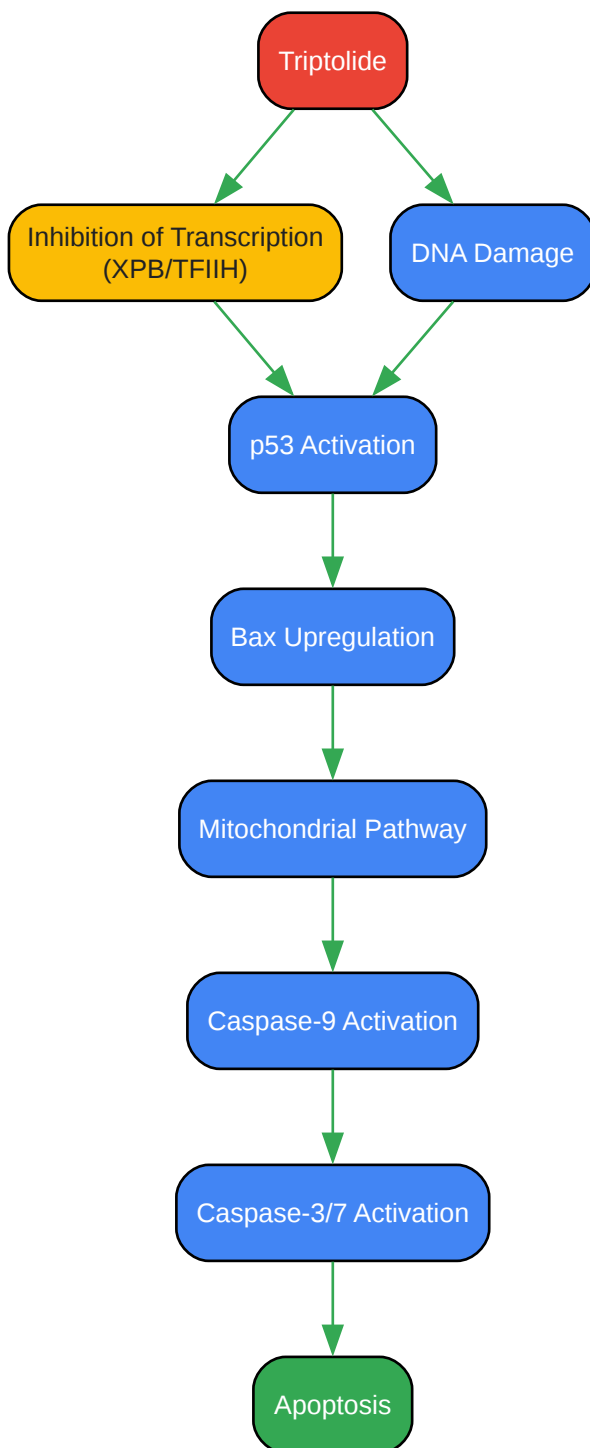 Triptolide
Inhibition of Transcription
(XPB/TFIIH)
DNA Damage
p53 Activation
Bax Upregulation
Mitochondrial Pathway
Caspase-9 Activation
Caspase-3/7 Activation
Apoptosis